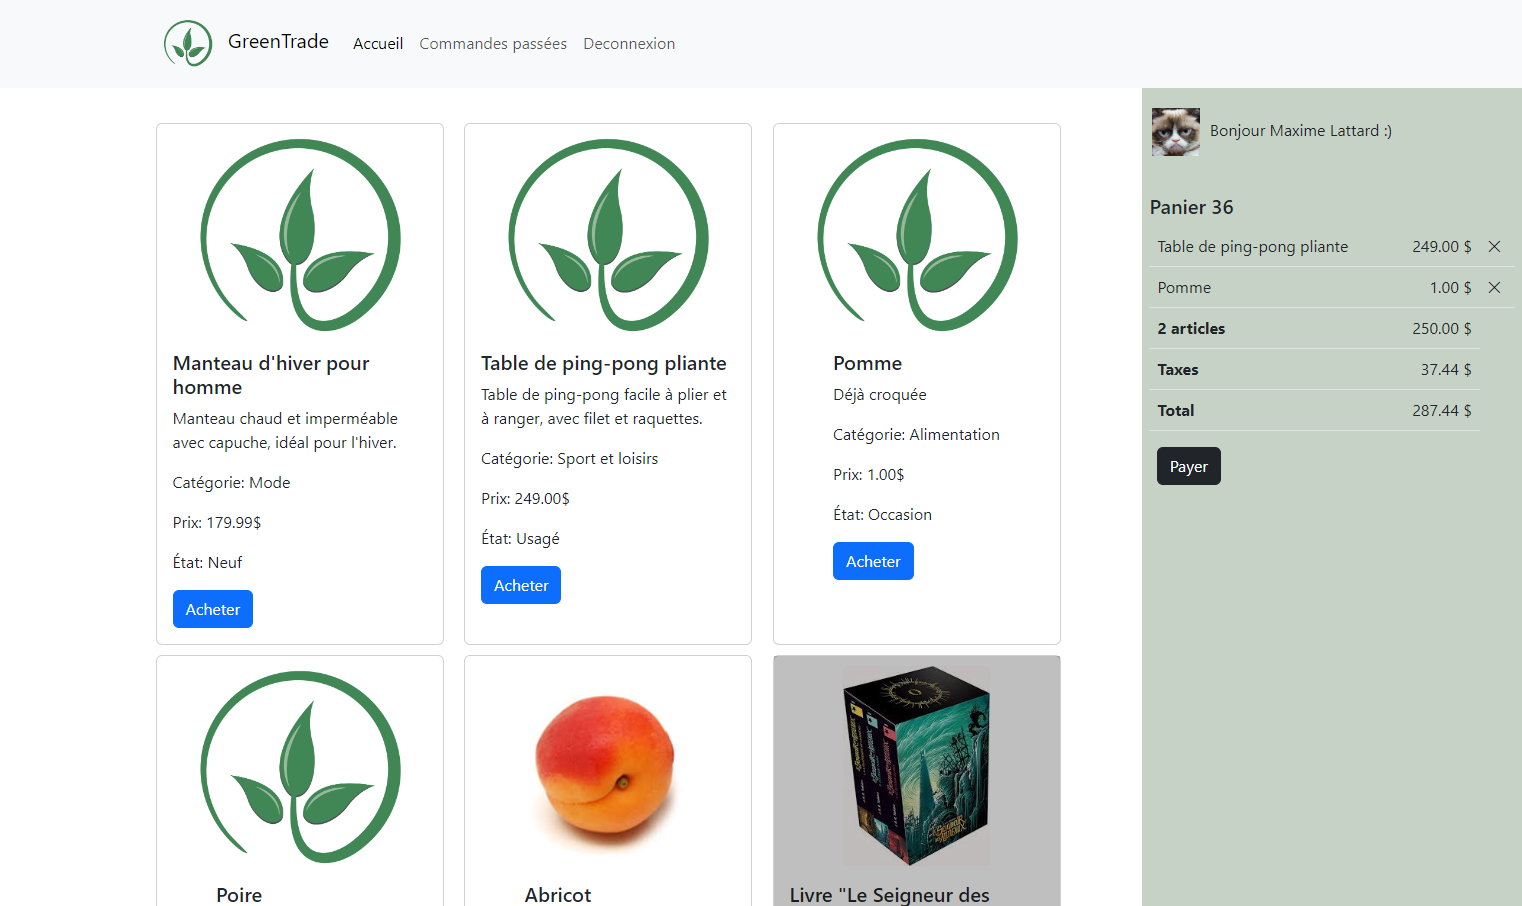 GreenTrade Accueil Commandes passées Deconnexion
Bonjour Maxime Lattard :)
Panier 36
Table de ping-pong pliante 249.00 $
Pomme 1.00 $
2 articles 250.00 $
Taxes 37.44 $
Total 287.44 $
Payer
Manteau d'hiver pour
homme
Manteau chaud et imperméable
avec capuche, idéal pour l'hiver.
Catégorie: Mode
Prix: 179.99$
État: Neuf
Acheter
Table de ping-pong pliante
Table de ping-pong facile à plier et
à ranger, avec filet et raquettes.
Catégorie: Sport et loisirs
Prix: 249.00$
État: Usagé
Acheter
Pomme
Déjà croquée
Catégorie: Alimentation
Prix: 1.00$
État: Occasion
Acheter
Poire
Abricot
Livre "Le Seigneur des